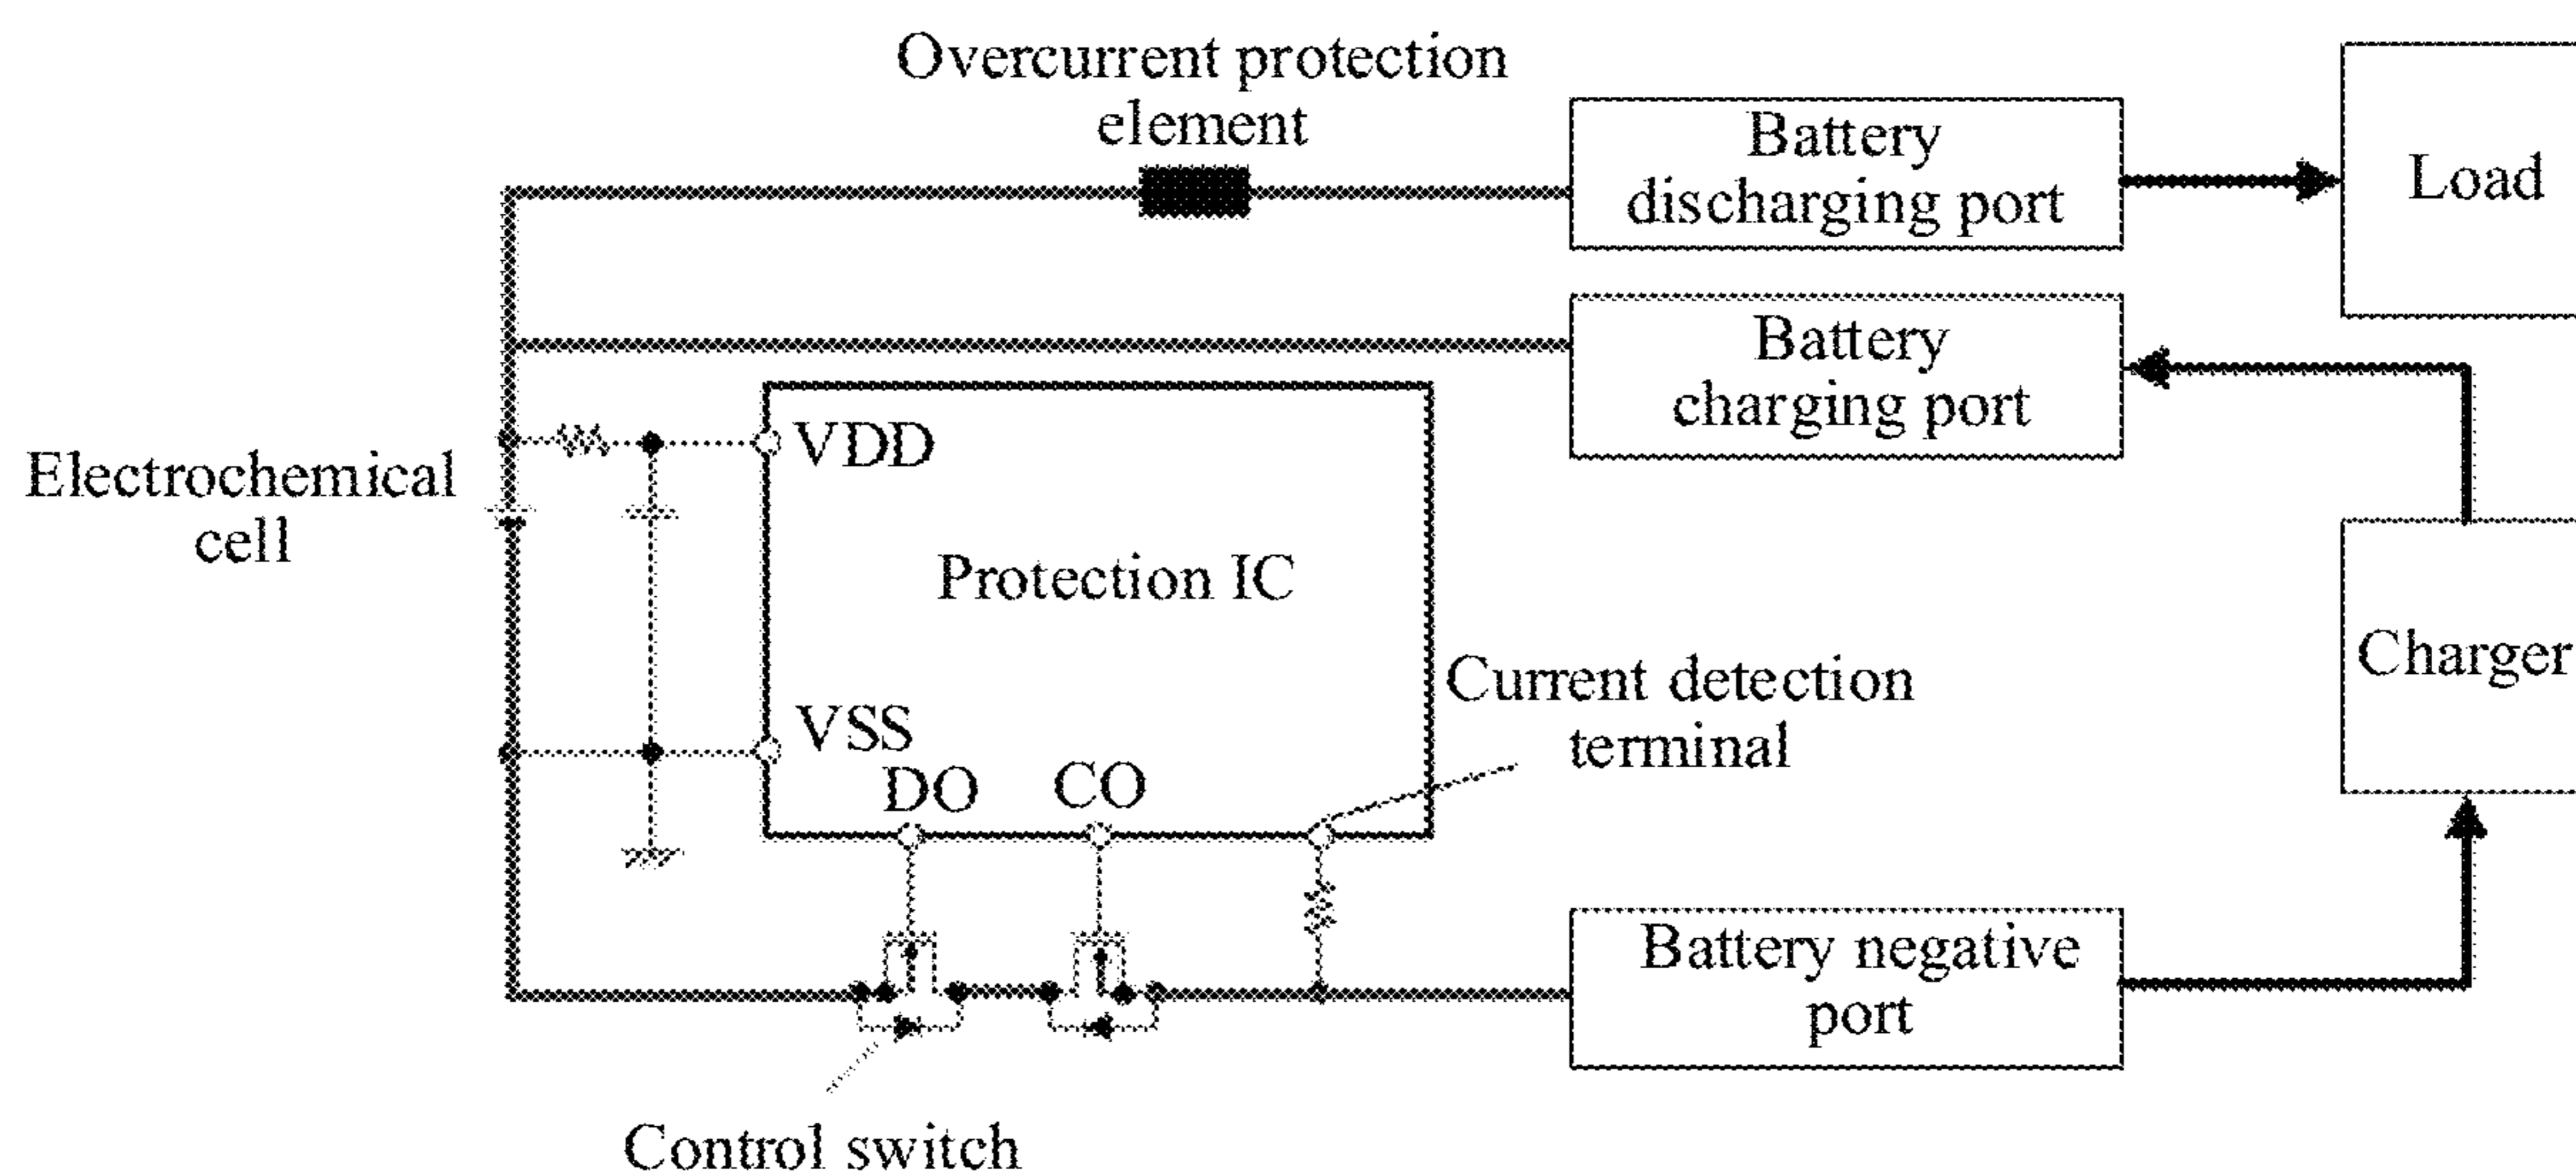 Overcurrent protection
element
Battery
discharging port
Load
Battery
charging port
Electrochemical
cell
VDD
Protection IC
VSS
DO
CO
Current detection
terminal
Charger
Battery negative
port
Control switch